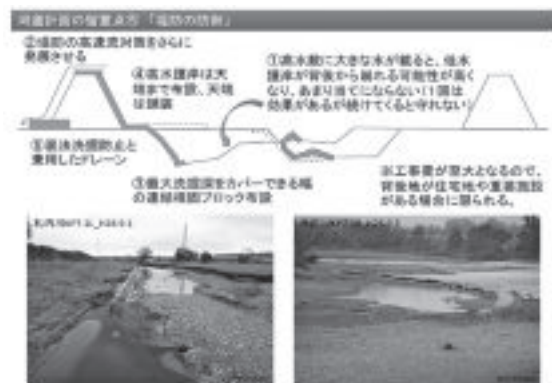 河道計画の留意点⑤「堤防の防御」
②堤防の高速流対策をさらに
発展させる
④高水護岸は天
端まで布設、天端
は舗装
①高水敷に大きな水が載ると、低水
護岸が背後から崩れる可能性が高く
なり、あまり当てにならない(1回は
効果があるが続けてくると守れない)
⑤裏法洗掘防止と
兼用したドレーン
③最大洗掘深をカバーできる幅
の連結根固ブロック布設
※工事費が莫大となるので、
背後地が住宅地や重要施設
がある場合に限られる。